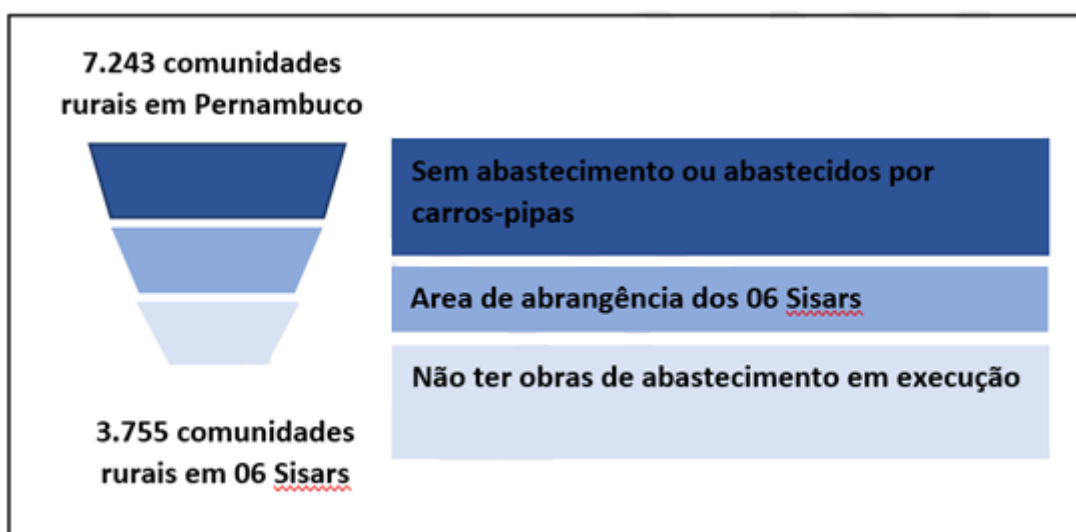 7.243 comunidades
rurais em Pernambuco
Sem abastecimento ou abastecidos por
carros-pipas
Area de abrangência dos 06 Sisars
Não ter obras de abastecimento em execução
3.755 comunidades
rurais em 06 Sisars